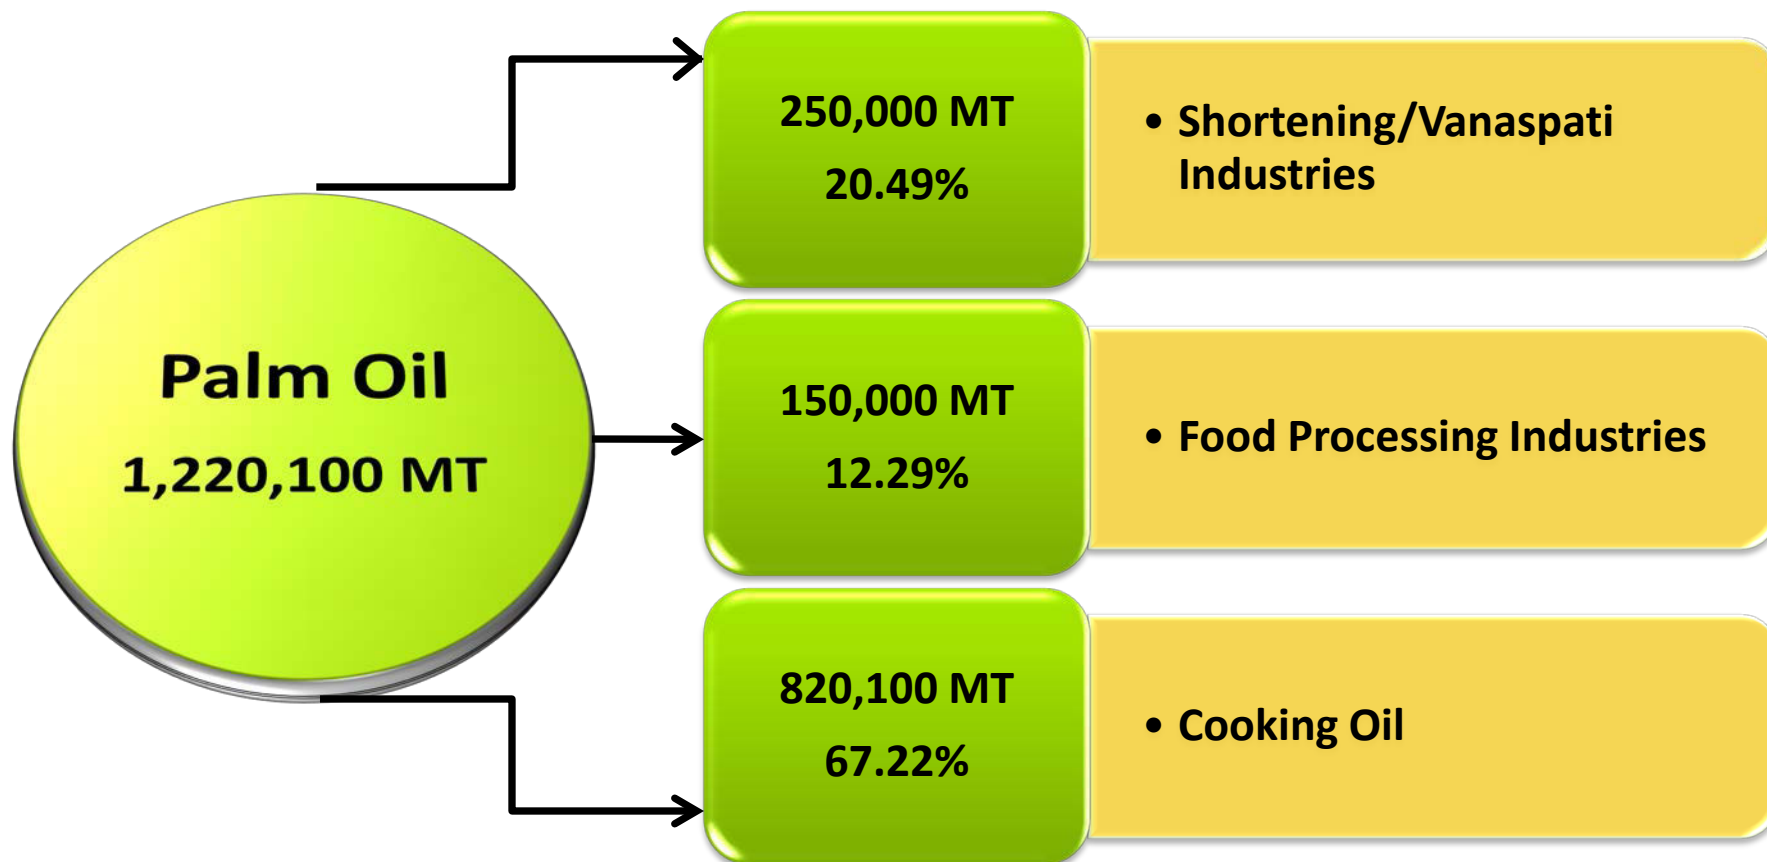 Palm Oil
1,220,100 MT
250,000 MT
20.49%
• Shortening/Vanaspati
Industries
150,000 MT
12.29%
• Food Processing Industries
820,100 MT
67.22%
• Cooking Oil